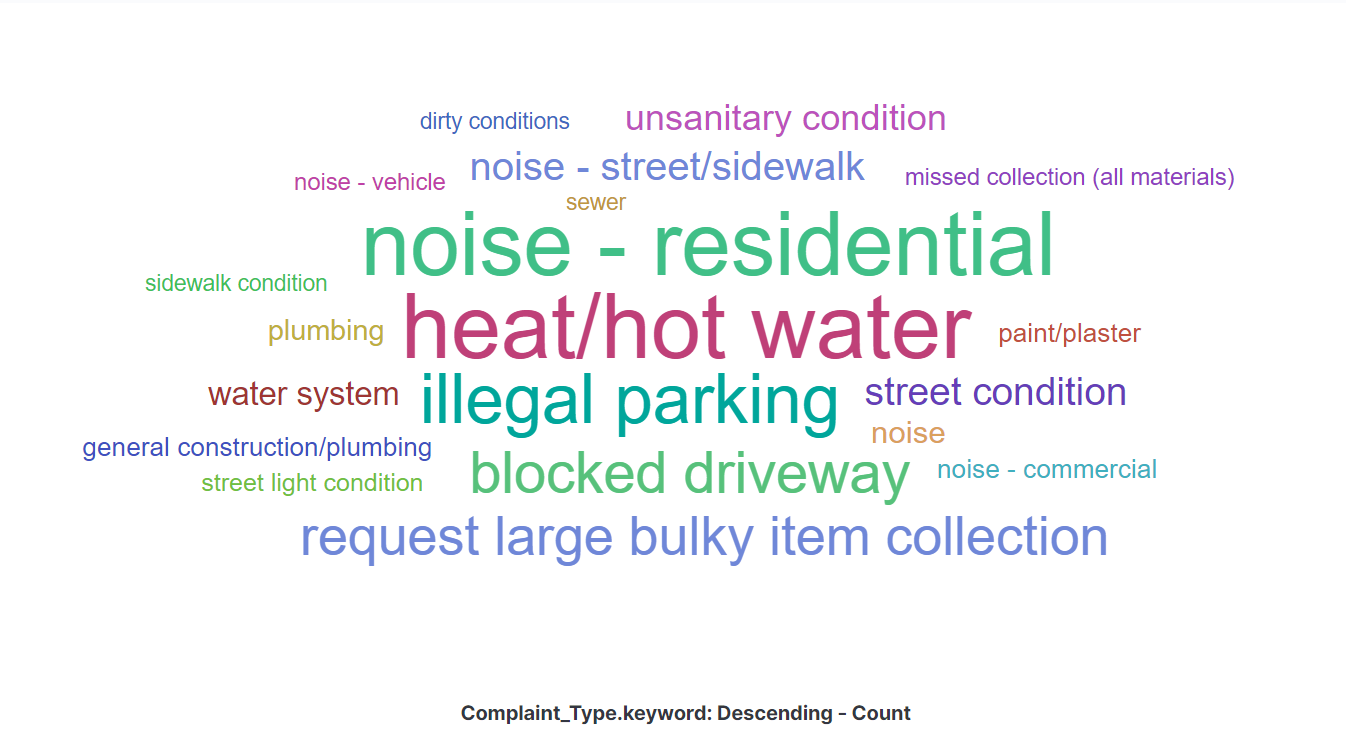 dirty conditions
unsanitary condition
noise - street/sidewalk
noise - vehicle
missed collection (all materials)
sewer
noise - residential
sidewalk condition
heat/hot water
plumbing
paint/plaster
water system
illegal parking
street condition
noise
general construction/plumbing
blocked driveway
noise - commercial
street light condition
request large bulky item collection
Complaint_Type.keyword: Descending - Count